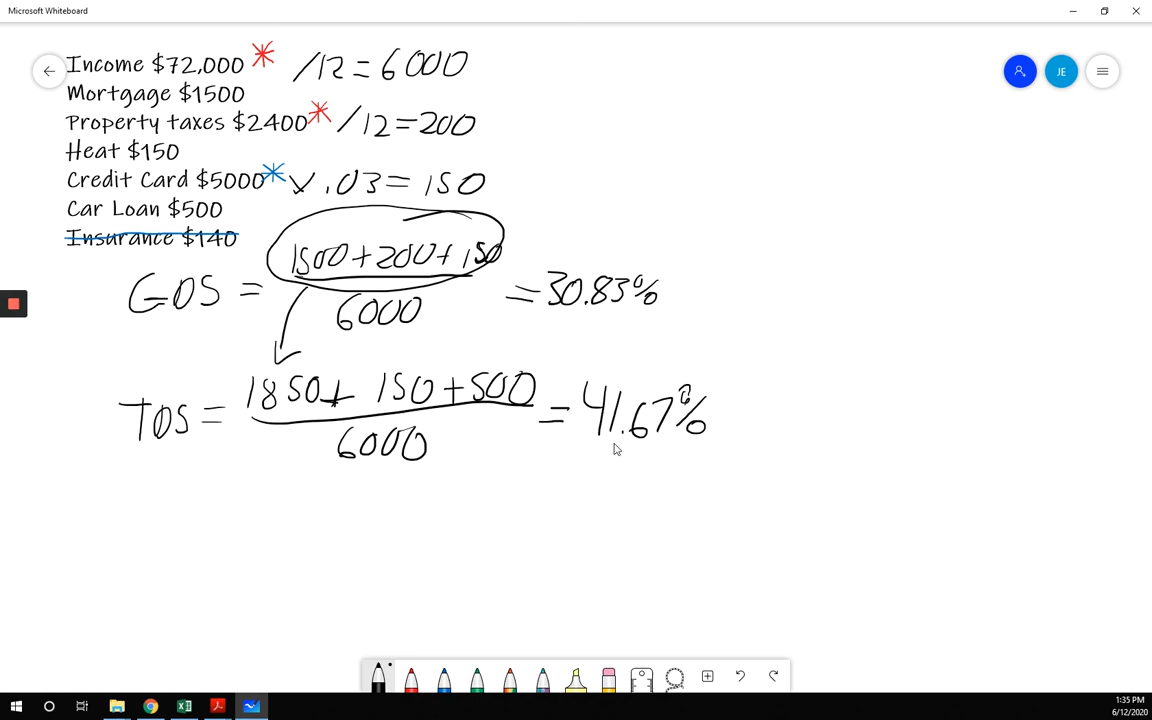 Microsoft Whiteboard
Income $72,000* /12 = 6000
JE
Mortgage $1500
Property taxes $2400* /12 = 200
Heat $150
Credit Card $5000* x .03 = 150
Car Loan $500
Insurance $140
1500 + 200 + 150
GDS = = 30.83%
6000
1850 + 150 + 500
TDS = = 41.67%
6000
1:35 PM
6/12/2020